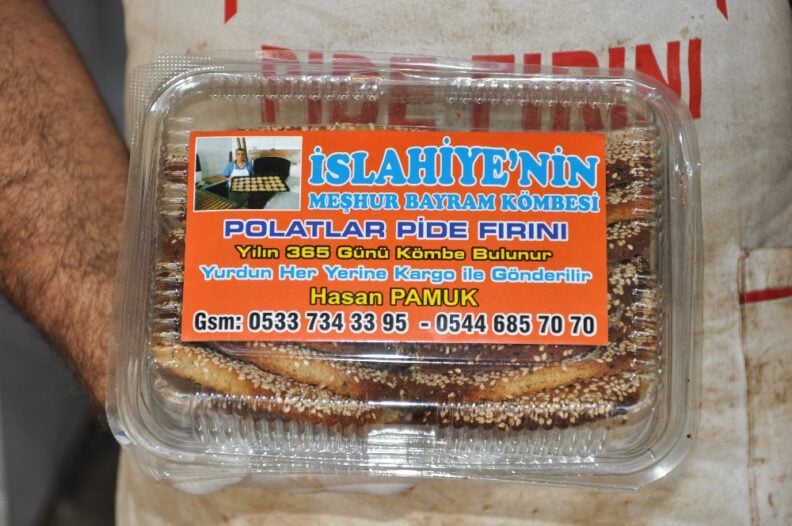 PİDE FIRINI
İSLAHİYE'NİN
MEŞHUR BAYRAM KÖMBESİ
POLATLAR PİDE FIRINI
Yılın 365 Günü Kömbe Bulunur
Yurdun Her Yerine Kargo ile Gönderilir
Hasan PAMUK
Gsm: 0533 734 33 95 - 0544 685 70 70